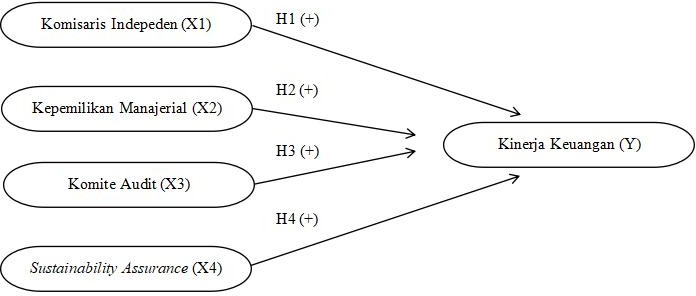 Komisaris Indepeden (X1)
H1 (+)
Kepemilikan Manajerial (X2)
H2 (+)
Komite Audit (X3)
H3 (+)
Sustainability Assurance (X4)
H4 (+)
Kinerja Keuangan (Y)